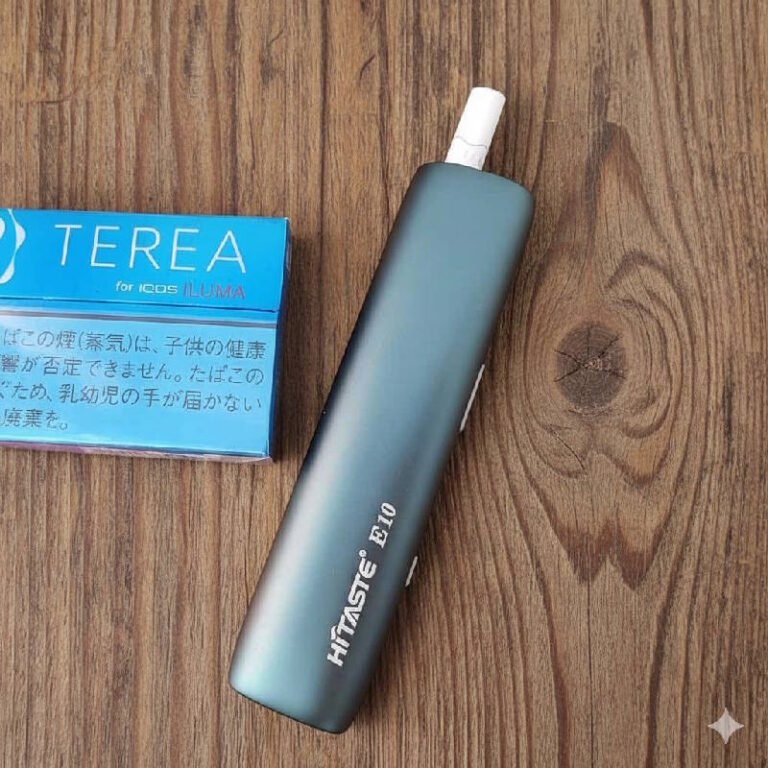 TEREA
for IQOS ILUMA
ばこの煙(蒸気)は、子供の健康
響が否定できません。たばこの
ぐため、乳幼児の手が届かない
廃棄を。
HiTASTE® E10